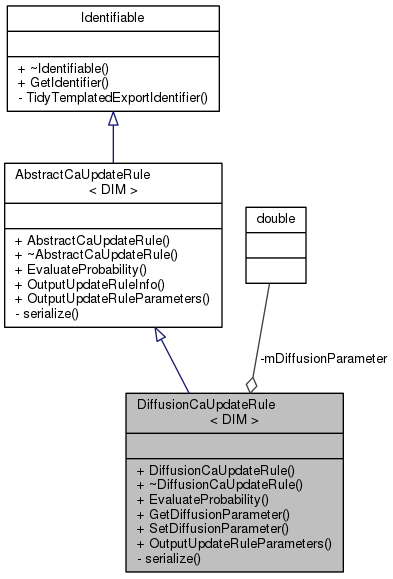 Identifiable
+ ~Identifiable()
+ GetIdentifier()
- TidyTemplatedExportIdentifier()
AbstractCaUpdateRule
< DIM >
+ AbstractCaUpdateRule()
+ ~AbstractCaUpdateRule()
+ EvaluateProbability()
+ OutputUpdateRuleInfo()
+ OutputUpdateRuleParameters()
- serialize()
double
-mDiffusionParameter
DiffusionCaUpdateRule
< DIM >
+ DiffusionCaUpdateRule()
+ ~DiffusionCaUpdateRule()
+ EvaluateProbability()
+ GetDiffusionParameter()
+ SetDiffusionParameter()
+ OutputUpdateRuleParameters()
- serialize()